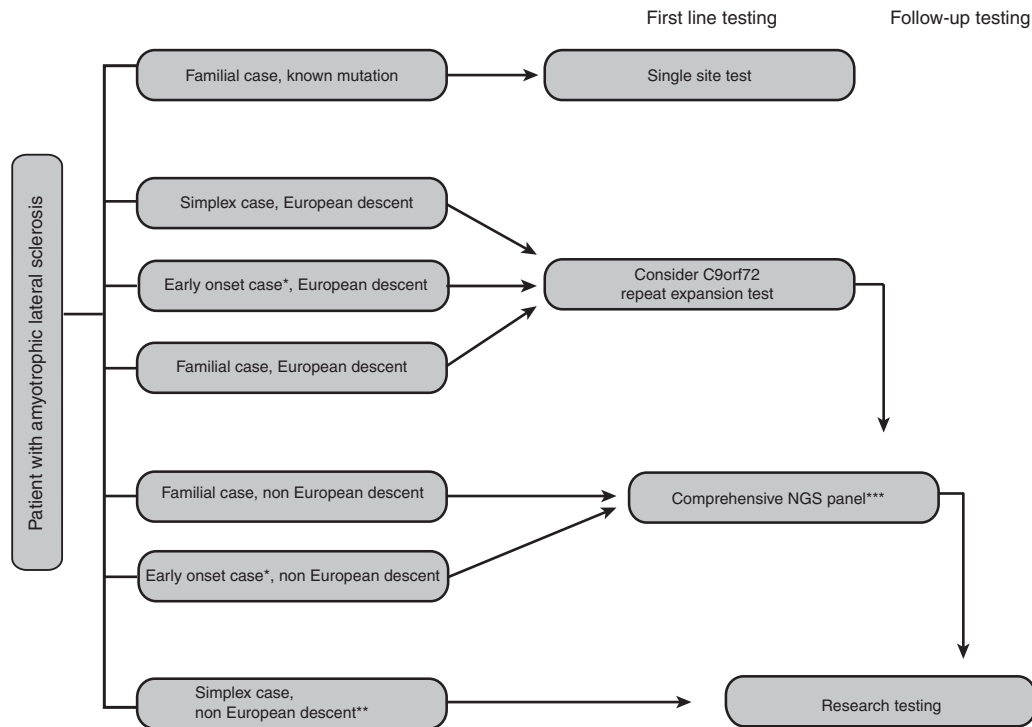 First line testing
Follow-up testing
Patient with amyotrophic lateral sclerosis
Familial case, known mutation
Single site test
Simplex case, European descent
Early onset case*, European descent
Consider C9orf72
repeat expansion test
Familial case, European descent
Familial case, non European descent
Comprehensive NGS panel***
Early onset case*, non European descent
Simplex case,
non European descent**
Research testing